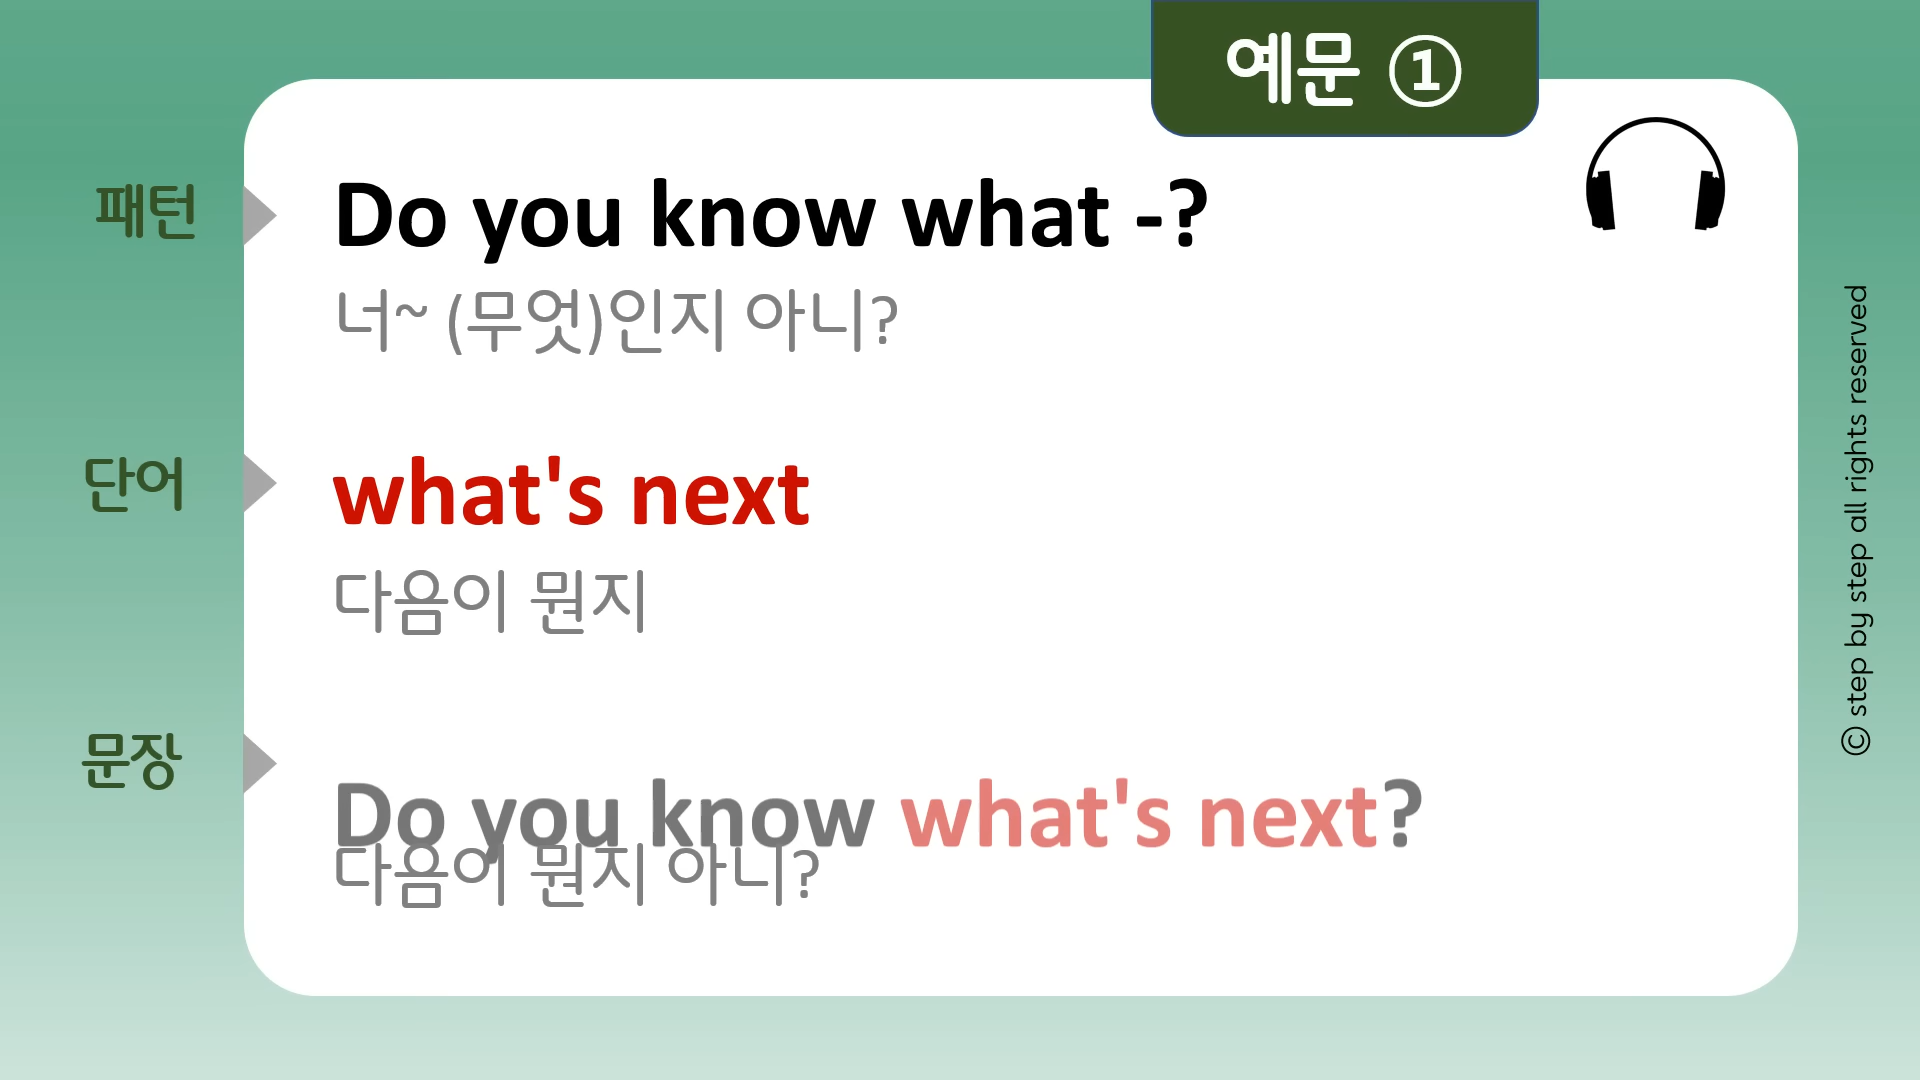 예문 ①
패턴
Do you know what -?
너~ (무엇)인지 아니?
단어
what's next
다음이 뭔지
문장
Do you know what's next?
다음이 뭔지 아니?
© step by step all rights reserved